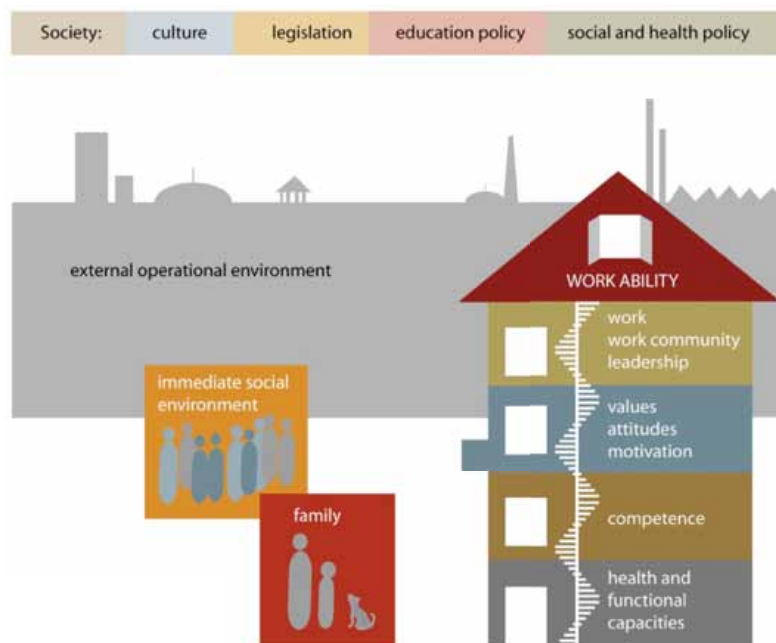 Society: culture legislation education policy social and health policy
external operational environment
WORK ABILITY
work
work community
leadership
immediate social
environment
values
attitudes
motivation
family
competence
health and
functional
capacities